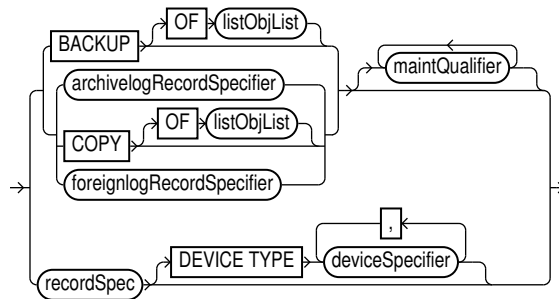 OF listObjList
BACKUP
maintQualifier
archivelogRecordSpecifier
OF listObjList
COPY
foreignlogRecordSpecifier
,
DEVICE TYPE deviceSpecifier
recordSpec